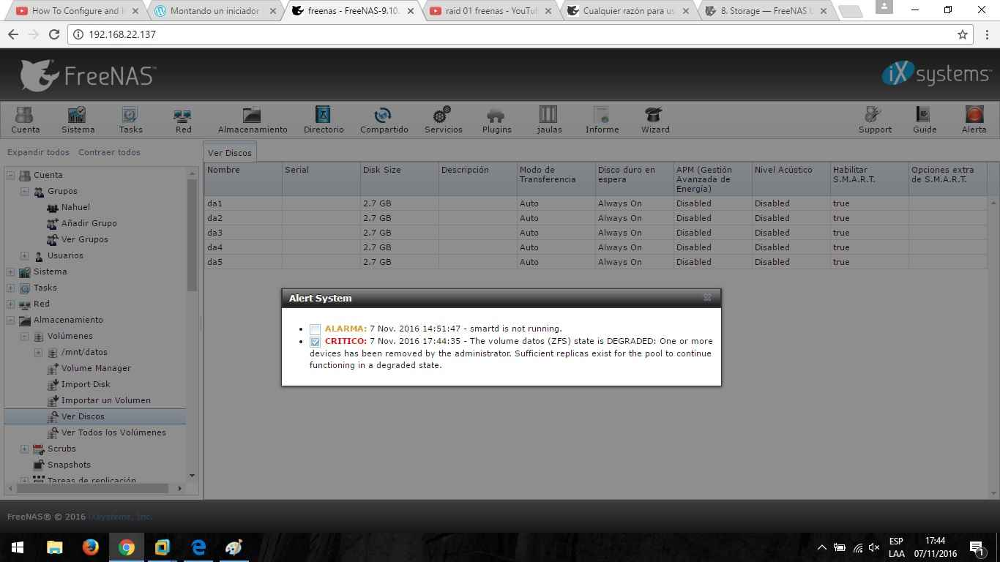 How To Configure and I
Montando un iniciador
freenas - FreeNAS-9.10.
raid 01 freenas - YouTub
Cualquier razón para us
8. Storage — FreeNAS U
192.168.22.137
FreeNAS™
iXsystems™
Cuenta
Sistema
Tasks
Red
Almacenamiento
Directorio
Compartido
Servicios
Plugins
jaulas
Informe
Wizard
Support
Guide
Alerta
Expandir todos Contraer todos
Cuenta
Grupos
Nahuel
Añadir Grupo
Ver Grupos
Usuarios
Sistema
Tasks
Red
Almacenamiento
Volúmenes
/mnt/datos
Volume Manager
Import Disk
Importar un Volumen
Ver Discos
Ver Todos los Volúmenes
Scrubs
Snapshots
Tareas de replicación
Ver Discos
Nombre Serial Disk Size Descripción Modo de Transferencia Disco duro en espera APM (Gestión Avanzada de Energía) Nivel Acústico Habilitar S.M.A.R.T. Opciones extra de S.M.A.R.T.
da1 2.7 GB Auto Always On Disabled Disabled true
da2 2.7 GB Auto Always On Disabled Disabled true
da3 2.7 GB Auto Always On Disabled Disabled true
da4 2.7 GB Auto Always On Disabled Disabled true
da5 2.7 GB Auto Always On Disabled Disabled true
Alert System
ALARMA: 7 Nov. 2016 14:51:47 - smartd is not running.
CRITICO: 7 Nov. 2016 17:44:35 - The volume datos (ZFS) state is DEGRADED: One or more
devices has been removed by the administrator. Sufficient replicas exist for the pool to continue
functioning in a degraded state.
FreeNAS® © 2016 iXsystems, Inc.
ESP
LAA
17:44
07/11/2016
1